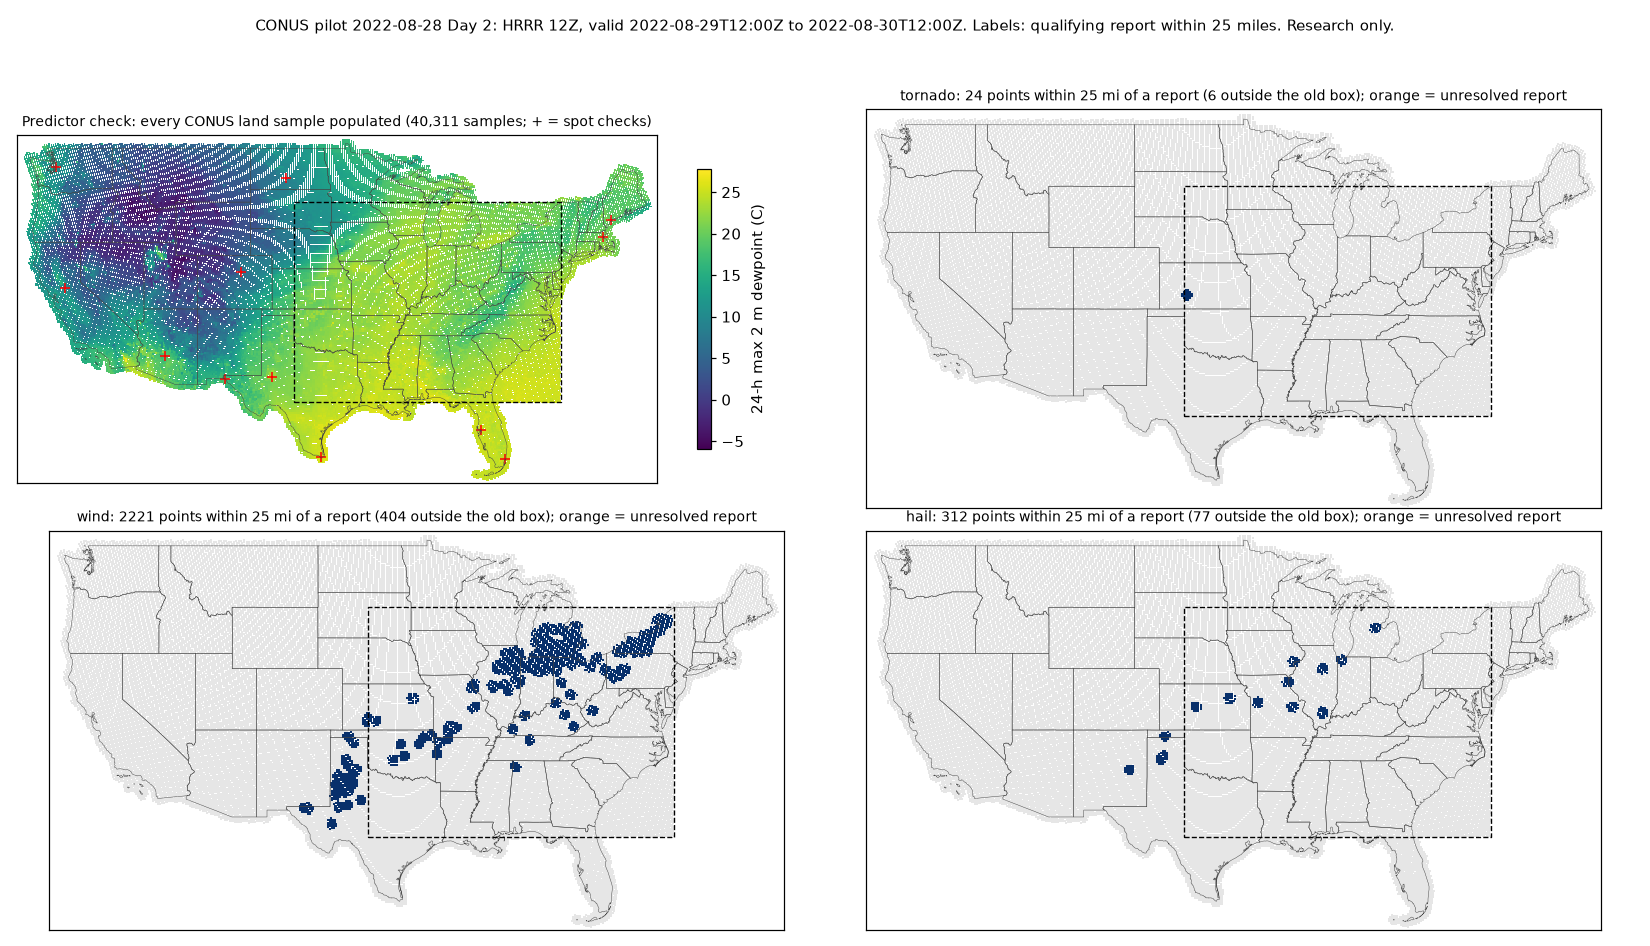 CONUS pilot 2022-08-28 Day 2: HRRR 12Z, valid 2022-08-29T12:00Z to 2022-08-30T12:00Z. Labels: qualifying report within 25 miles. Research only.
Predictor check: every CONUS land sample populated (40,311 samples; + = spot checks)
25
20
15
10
5
0
−5
24-h max 2 m dewpoint (C)
tornado: 24 points within 25 mi of a report (6 outside the old box); orange = unresolved report
wind: 2221 points within 25 mi of a report (404 outside the old box); orange = unresolved report
hail: 312 points within 25 mi of a report (77 outside the old box); orange = unresolved report